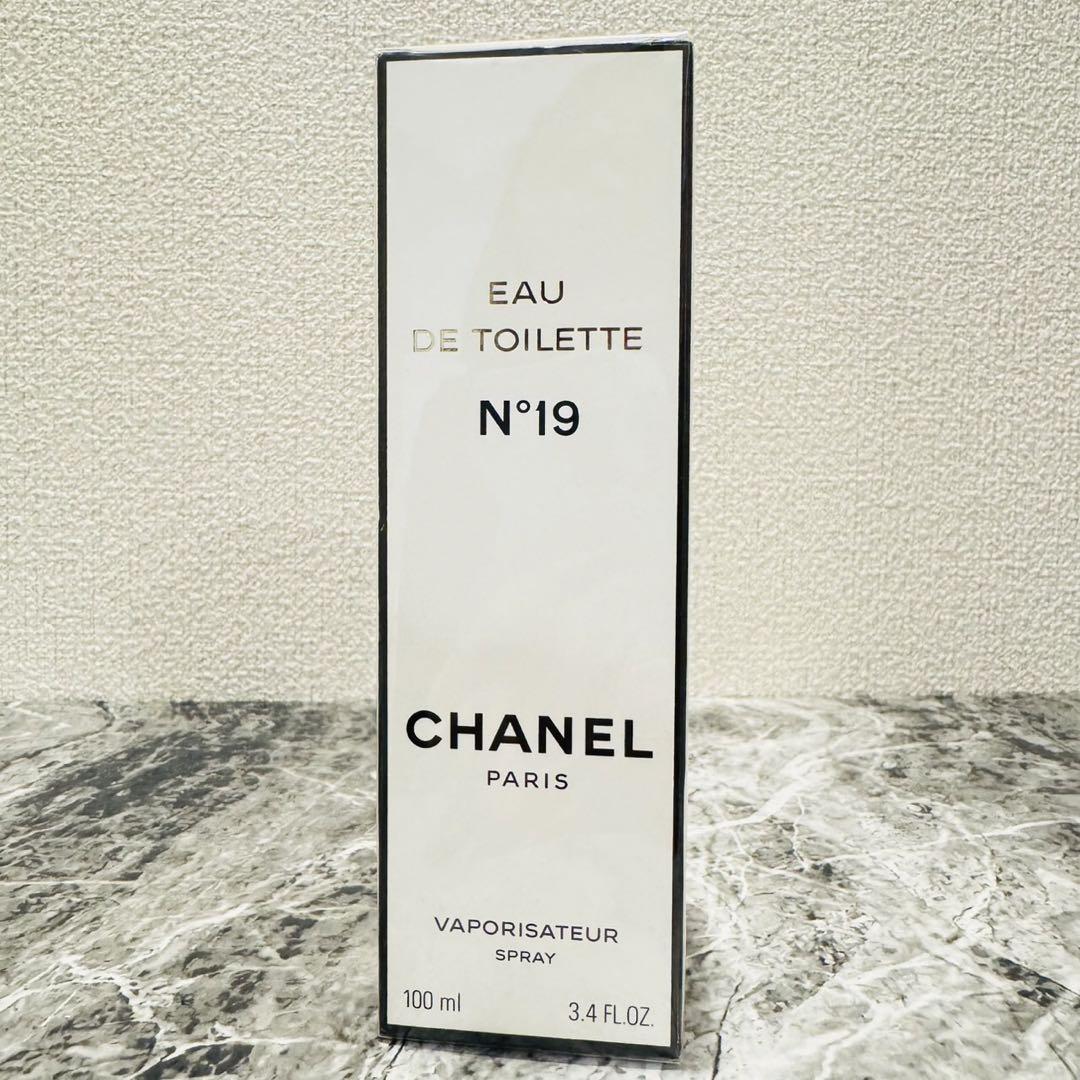 EAU
DE TOILETTE
N°19
CHANEL
PARIS
VAPORISATEUR
SPRAY
100 ml
3.4 FL.OZ.